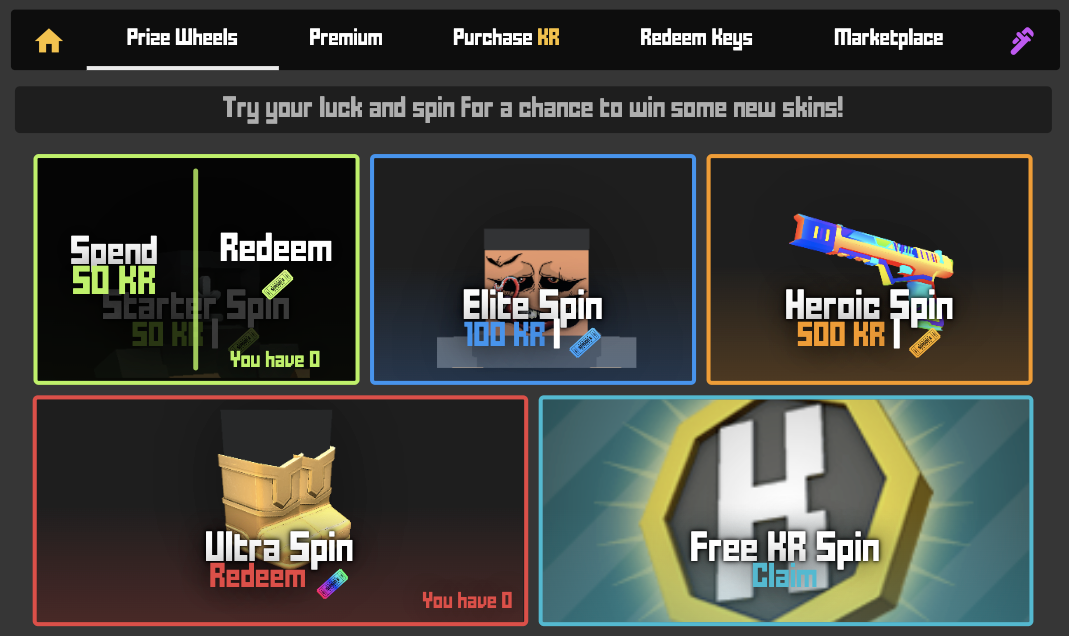 Prize Wheels
Premium
Purchase KR
Redeem Keys
Marketplace
Try your luck and spin for a chance to win some new skins!
Spend
50 KR
Redeem
Starter Spin
50 KR |
You have 0
Elite Spin
100 KR |
Heroic Spin
500 KR |
Ultra Spin
Redeem
You have 0
Free KR Spin
Claim